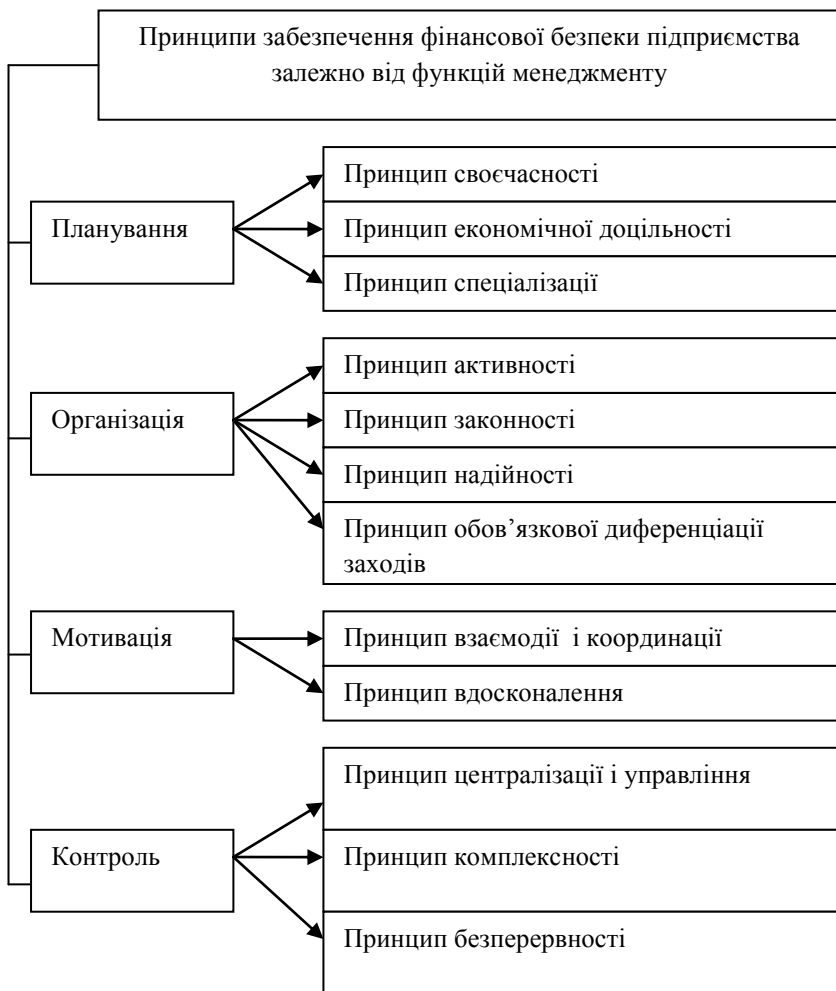 Принципи забезпечення фінансової безпеки підприємства
залежно від функцій менеджменту
Планування
Принцип своєчасності
Принцип економічної доцільності
Принцип спеціалізації
Організація
Принцип активності
Принцип законності
Принцип надійності
Принцип обов’язкової диференціації
заходів
Мотивація
Принцип взаємодії і координації
Принцип вдосконалення
Контроль
Принцип централізації і управління
Принцип комплексності
Принцип безперервності